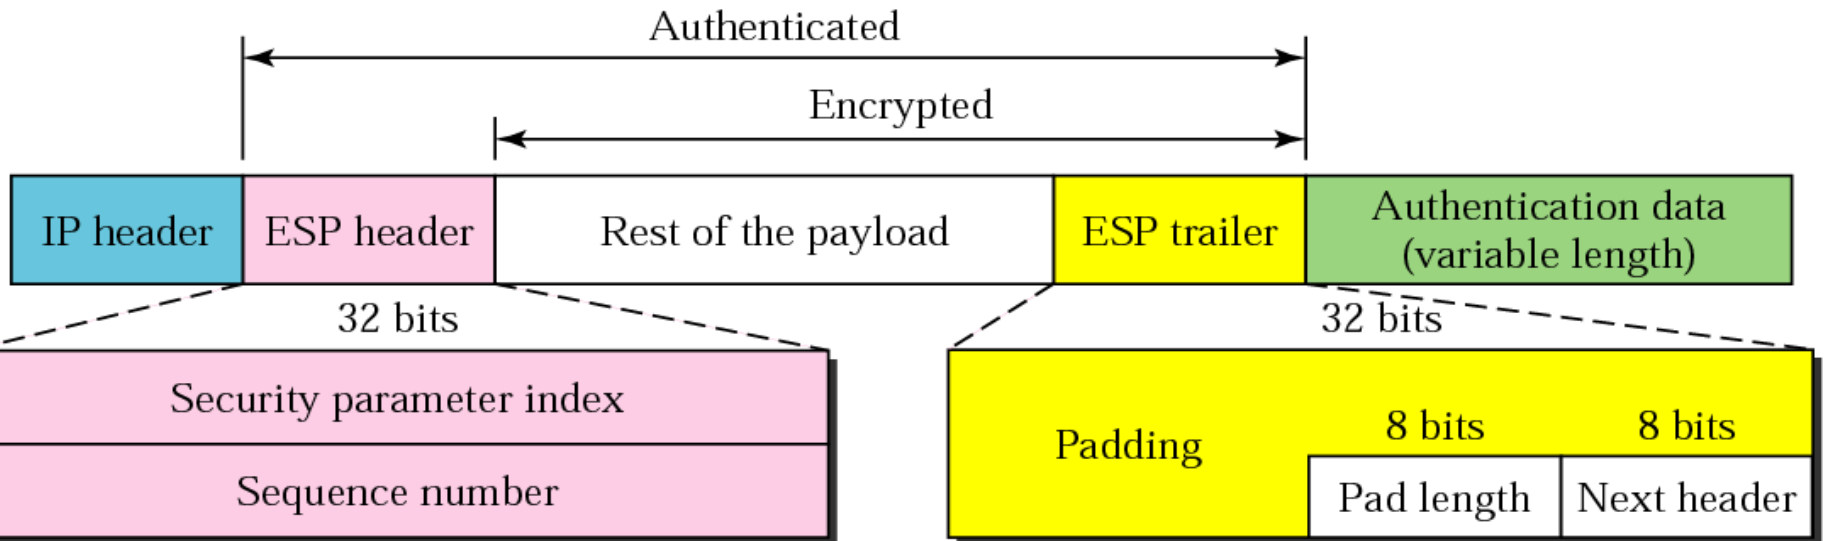 Authenticated
Encrypted
IP header
ESP header
Rest of the payload
ESP trailer
Authentication data
(variable length)
32 bits
32 bits
Security parameter index
Sequence number
Padding
8 bits
8 bits
Pad length
Next header